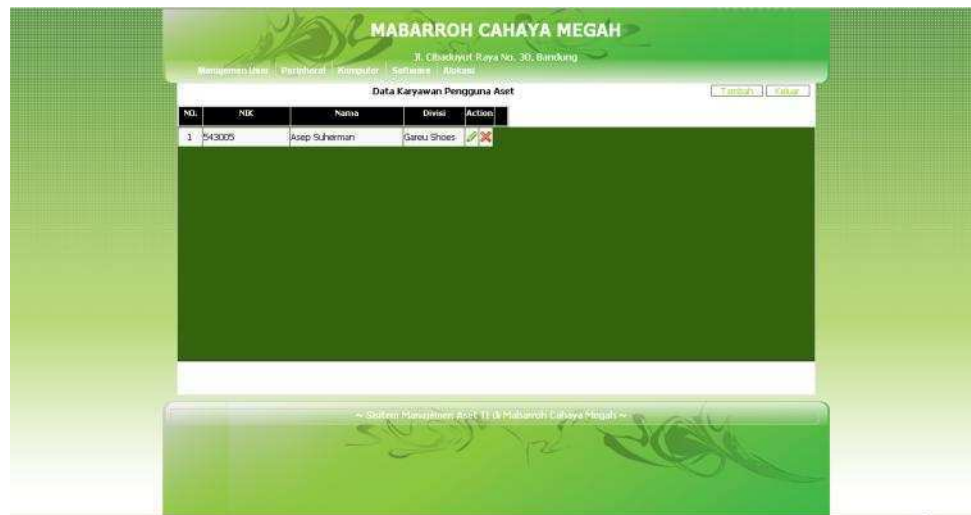 MABARROH CAHAYA MEGAH
Jl. Cibaduyut Raya No. 30, Bandung
Manajemen User Peripheral Komputer Software Alokasi
Data Karyawan Pengguna Aset Tambah Keluar
NO. NIK Nama Divisi Action
1 543005 Asep Suherman Gareu Shoes
~ Sistem Manajemen Aset TI di Mabarroh Cahaya Megah ~